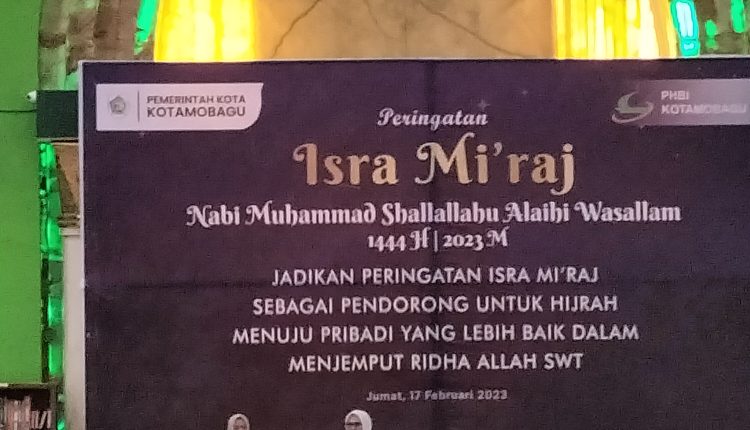 PEMERINTAH KOTA
KOTAMOBAGU
PHBI
KOTAMOBAGU
Peringatan
Isra Mi'raj
Nabi Muhammad Shallallahu Alaihi Wasallam
1444 H | 2023 M
JADIKAN PERINGATAN ISRA MI'RAJ
SEBAGAI PENDORONG UNTUK HIJRAH
MENUJU PRIBADI YANG LEBIH BAIK DALAM
MENJEMPUT RIDHA ALLAH SWT
Jumat, 17 Februari 2023